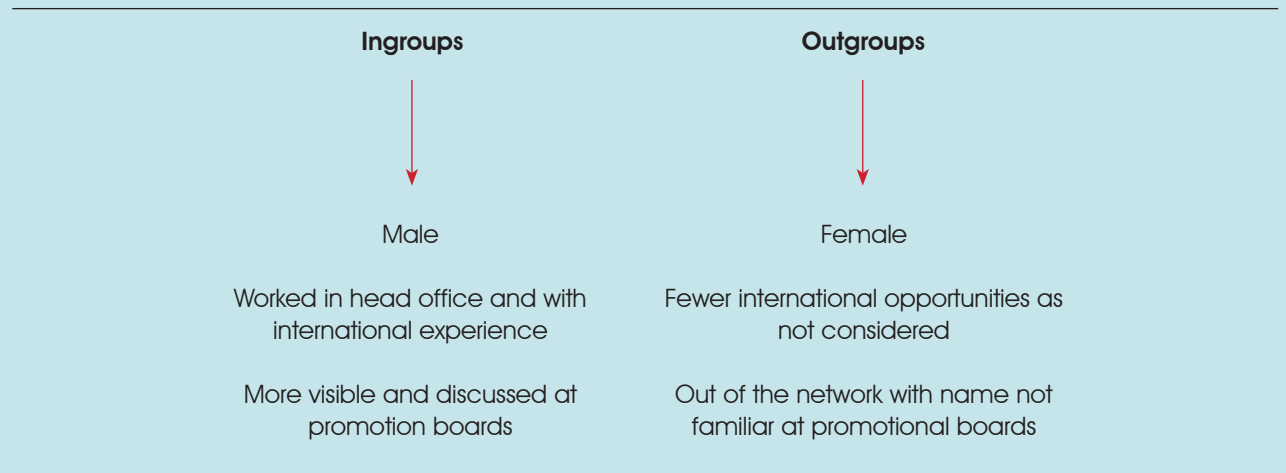 Ingroups
Outgroups
Male
Female
Worked in head office and with
international experience
Fewer international opportunities as
not considered
More visible and discussed at
promotion boards
Out of the network with name not
familiar at promotional boards